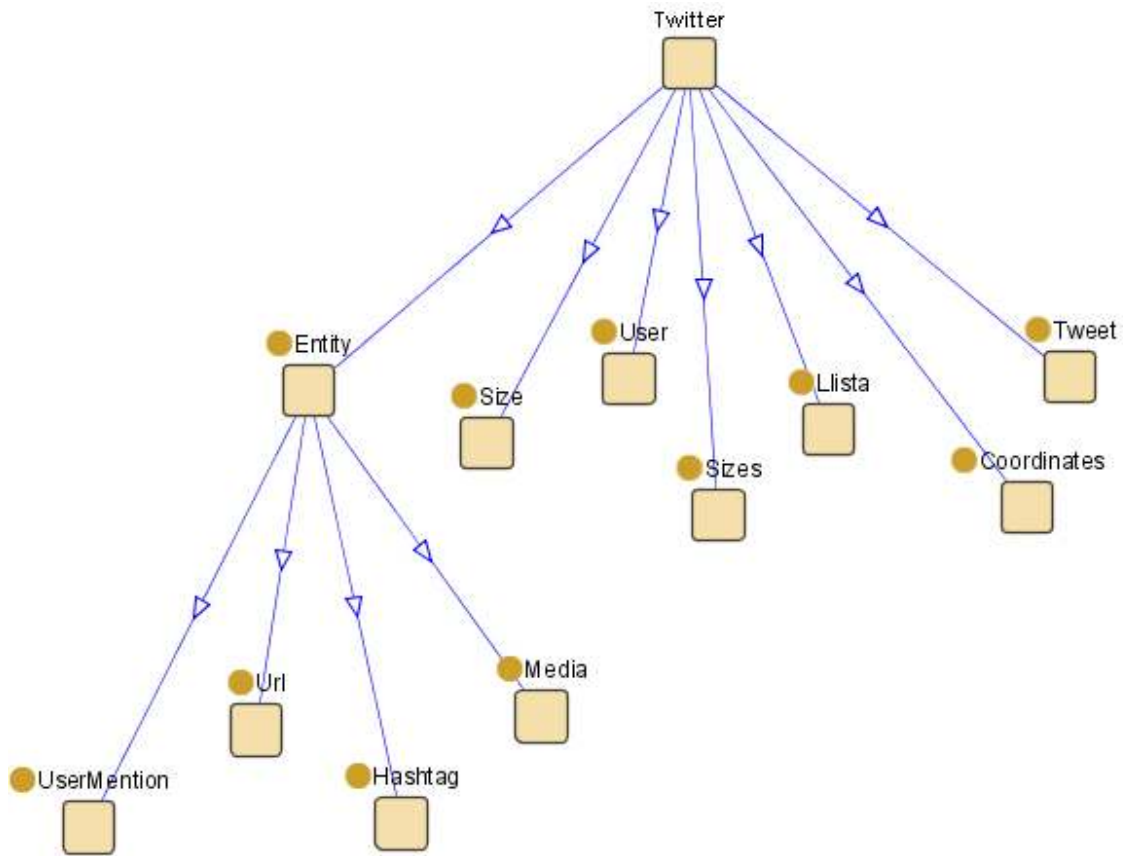 Twitter
Entity
Size
User
Sizes
Llista
Coordinates
Tweet
UserMention
Url
Hashtag
Media